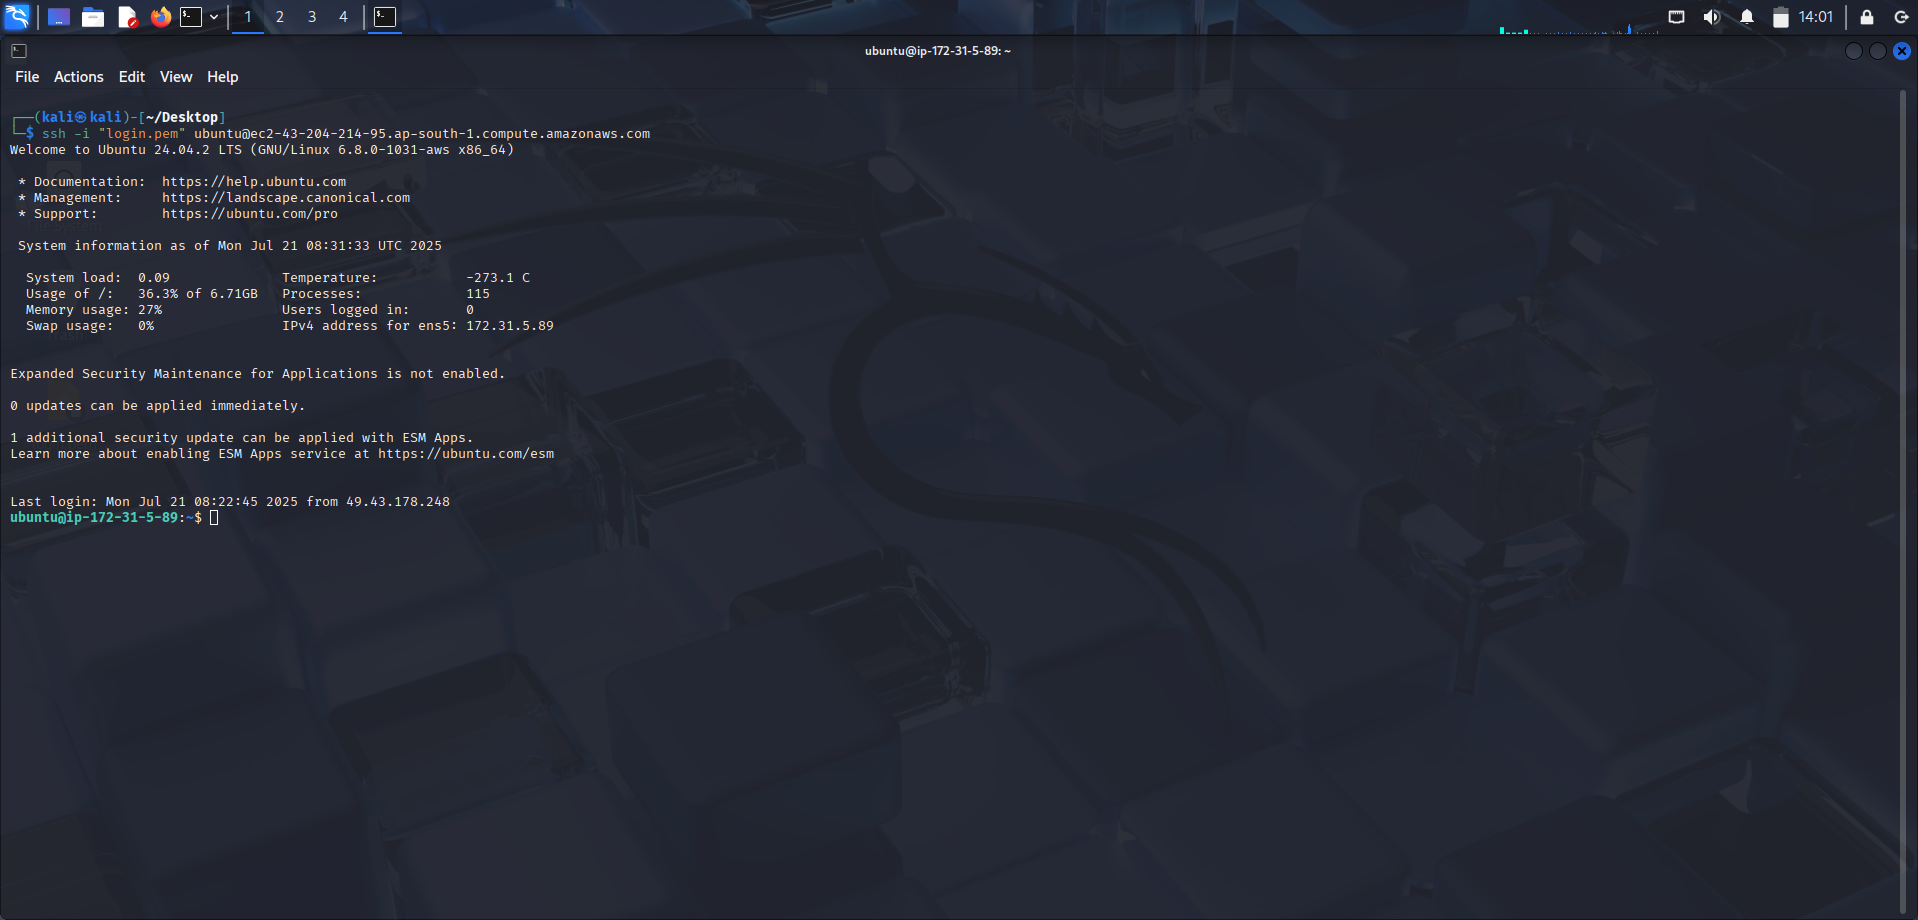 1 2 3 4 14:01
ubuntu@ip-172-31-5-89: ~
File Actions Edit View Help
┌──(kali㉿kali)-[~/Desktop]
└─$ ssh -i "login.pem" ubuntu@ec2-43-204-214-95.ap-south-1.compute.amazonaws.com
Welcome to Ubuntu 24.04.2 LTS (GNU/Linux 6.8.0-1031-aws x86_64)
* Documentation: https://help.ubuntu.com
* Management: https://landscape.canonical.com
* Support: https://ubuntu.com/pro
File System
System information as of Mon Jul 21 08:31:33 UTC 2025
System load: 0.09 Temperature: -273.1 C
Usage of /: 36.3% of 6.71GB Processes: 115
Memory usage: 27% Users logged in: 0
Swap usage: 0% IPv4 address for ens5: 172.31.5.89
Trash
Expanded Security Maintenance for Applications is not enabled.
0 updates can be applied immediately.
1 additional security update can be applied with ESM Apps.
Learn more about enabling ESM Apps service at https://ubuntu.com/esm
Last login: Mon Jul 21 08:22:45 2025 from 49.43.178.248
ubuntu@ip-172-31-5-89:~$